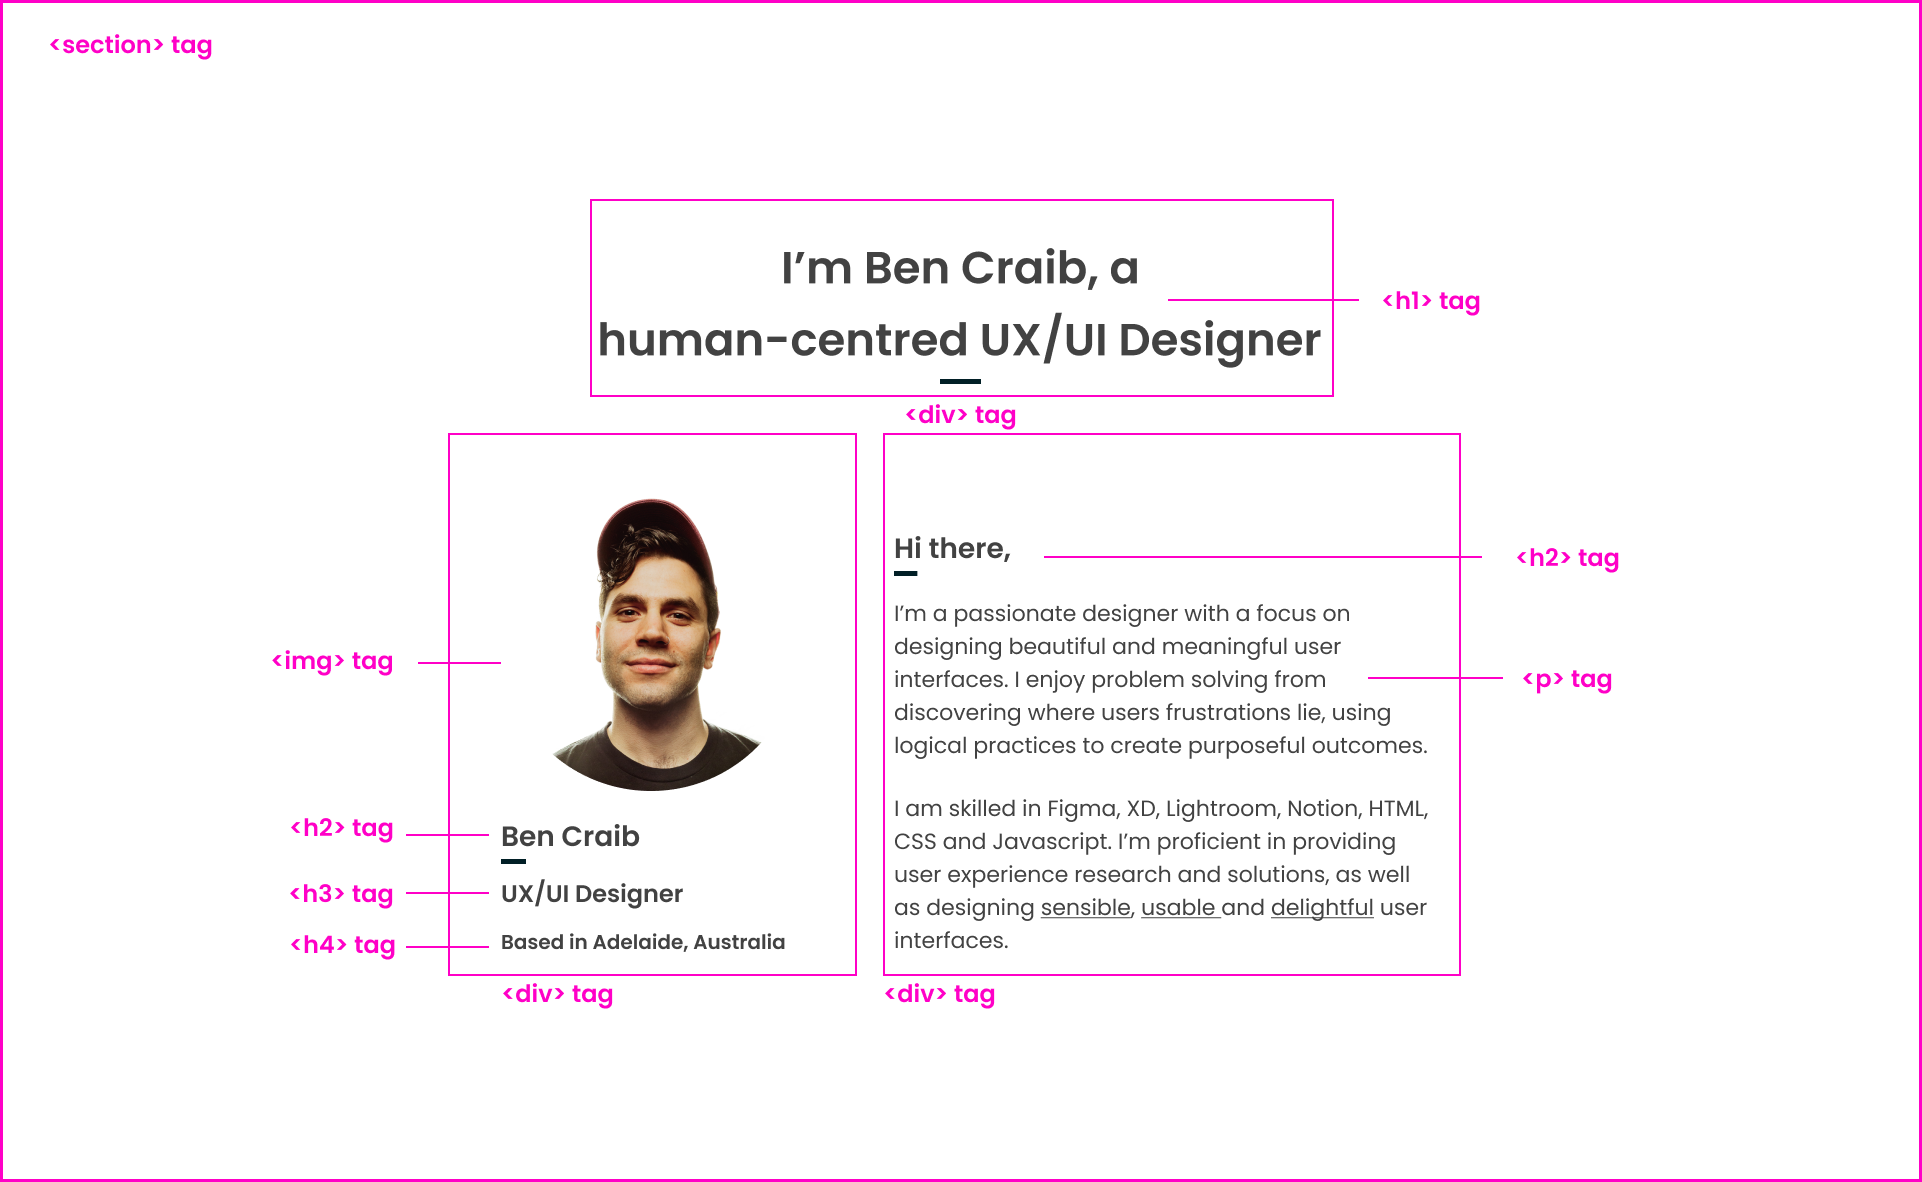 <section> tag
I’m Ben Craib, a
human-centred UX/UI Designer
<h1> tag
<div> tag
<img> tag
<h2> tag
Ben Craib
<h3> tag
UX/UI Designer
<h4> tag
Based in Adelaide, Australia
<div> tag
Hi there,
<h2> tag
I’m a passionate designer with a focus on
designing beautiful and meaningful user
interfaces. I enjoy problem solving from
<p> tag
discovering where users frustrations lie, using
logical practices to create purposeful outcomes.
I am skilled in Figma, XD, Lightroom, Notion, HTML,
CSS and Javascript. I’m proficient in providing
user experience research and solutions, as well
as designing sensible, usable and delightful user
interfaces.
<div> tag